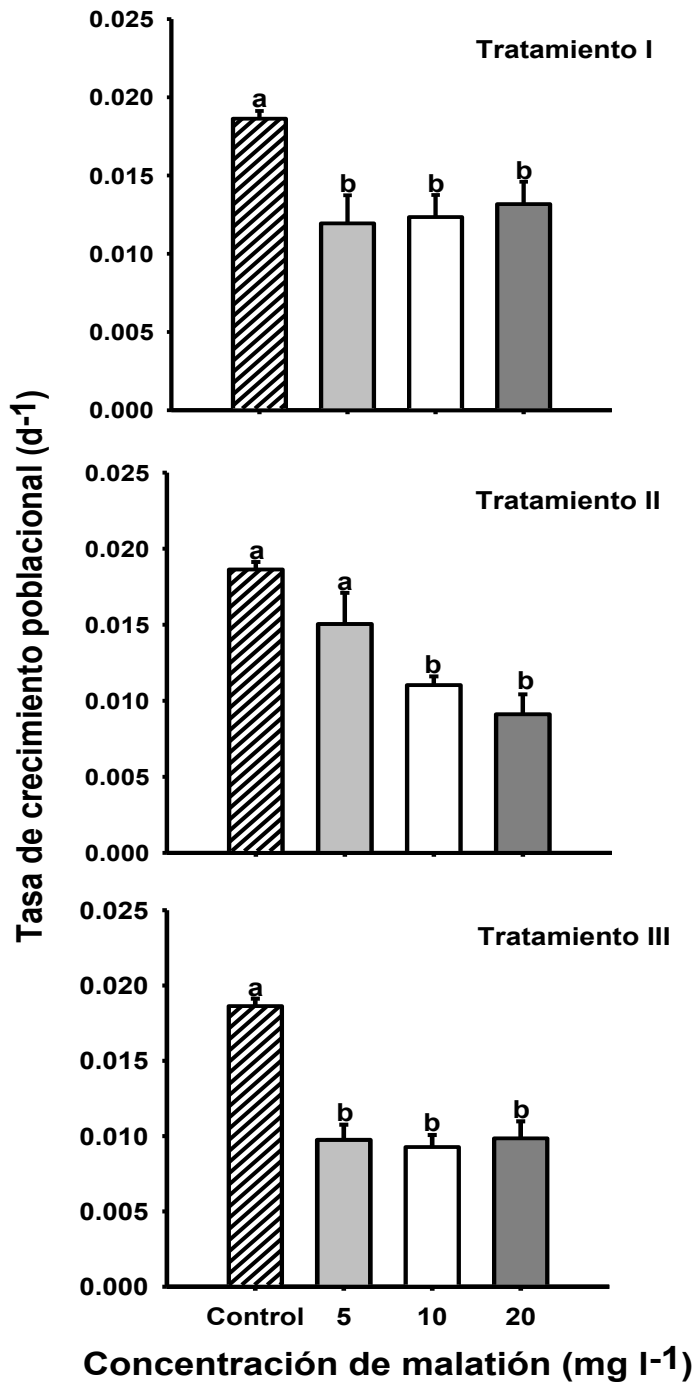 Tasa de crecimiento poblacional (d-1)
0.025
Tratamiento I
0.020
a
0.015
b
b
b
0.010
0.005
0.000
0.025
Tratamiento II
0.020
a
a
0.015
b
b
0.010
0.005
0.000
0.025
Tratamiento III
0.020
a
0.015
b
b
b
0.010
0.005
0.000
Control 5 10 20
Concentración de malatión (mg l-1)